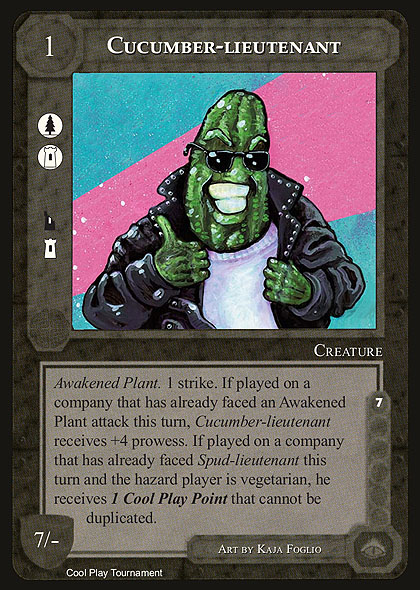 1
Cucumber-lieutenant
Creature
Awakened Plant. 1 strike. If played on a
company that has already faced an Awakened
Plant attack this turn, Cucumber-lieutenant
receives +4 prowess. If played on a company
that has already faced Spud-lieutenant this
turn and the hazard player is vegetarian, he
receives 1 Cool Play Point that cannot be
duplicated.
7
7/-
Art by Kaja Foglio
Cool Play Tournament